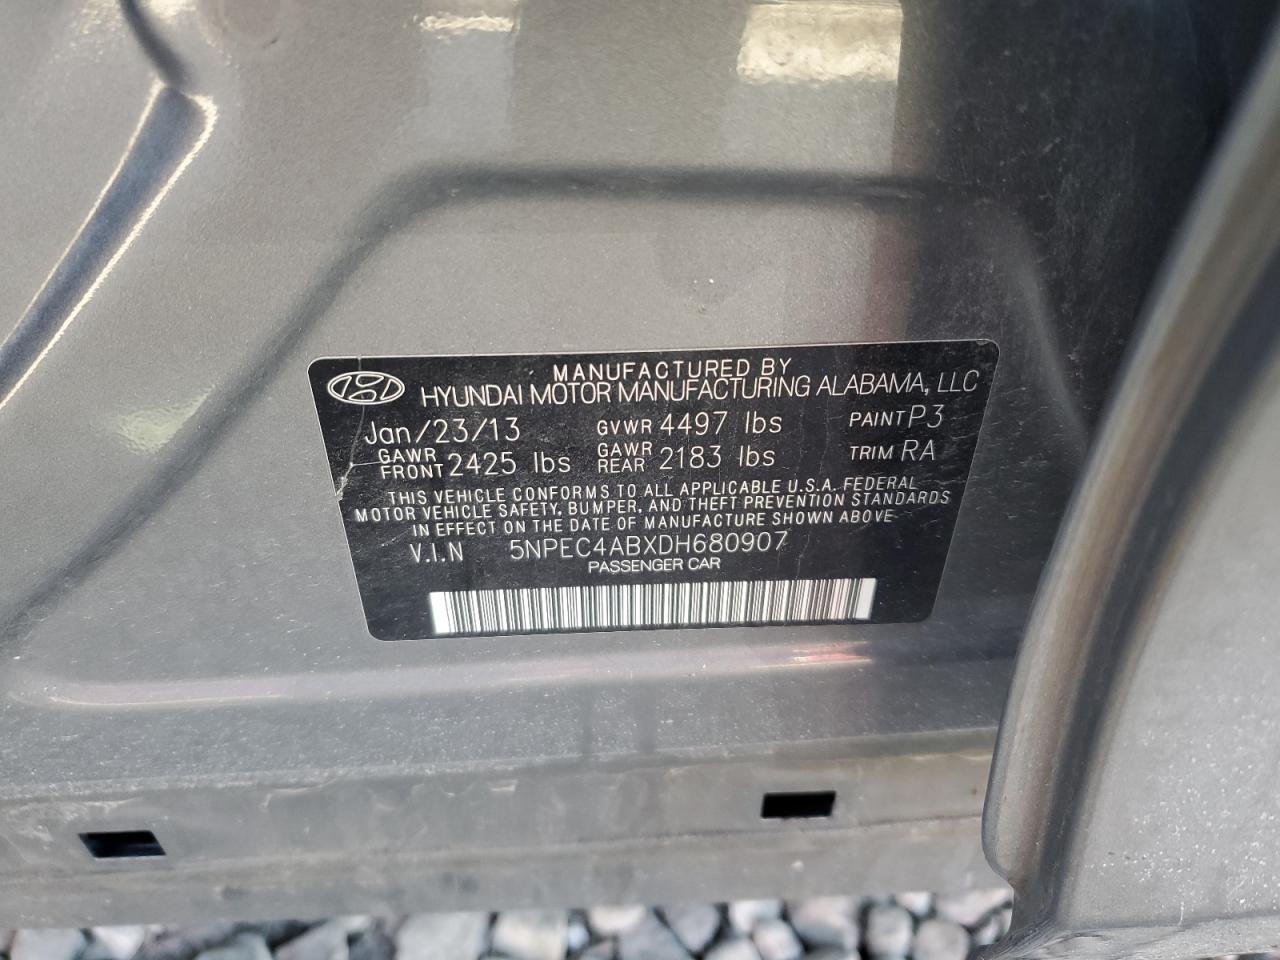 MANUFACTURED BY
HYUNDAI MOTOR MANUFACTURING ALABAMA, LLC
Jan/23/13 GVWR 4497 lbs PAINT P3
GAWR FRONT 2425 lbs GAWR REAR 2183 lbs TRIM RA
THIS VEHICLE CONFORMS TO ALL APPLICABLE U.S.A. FEDERAL
MOTOR VEHICLE SAFETY, BUMPER, AND THEFT PREVENTION STANDARDS
IN EFFECT ON THE DATE OF MANUFACTURE SHOWN ABOVE
V.I.N 5NPEC4ABXDH680907
PASSENGER CAR